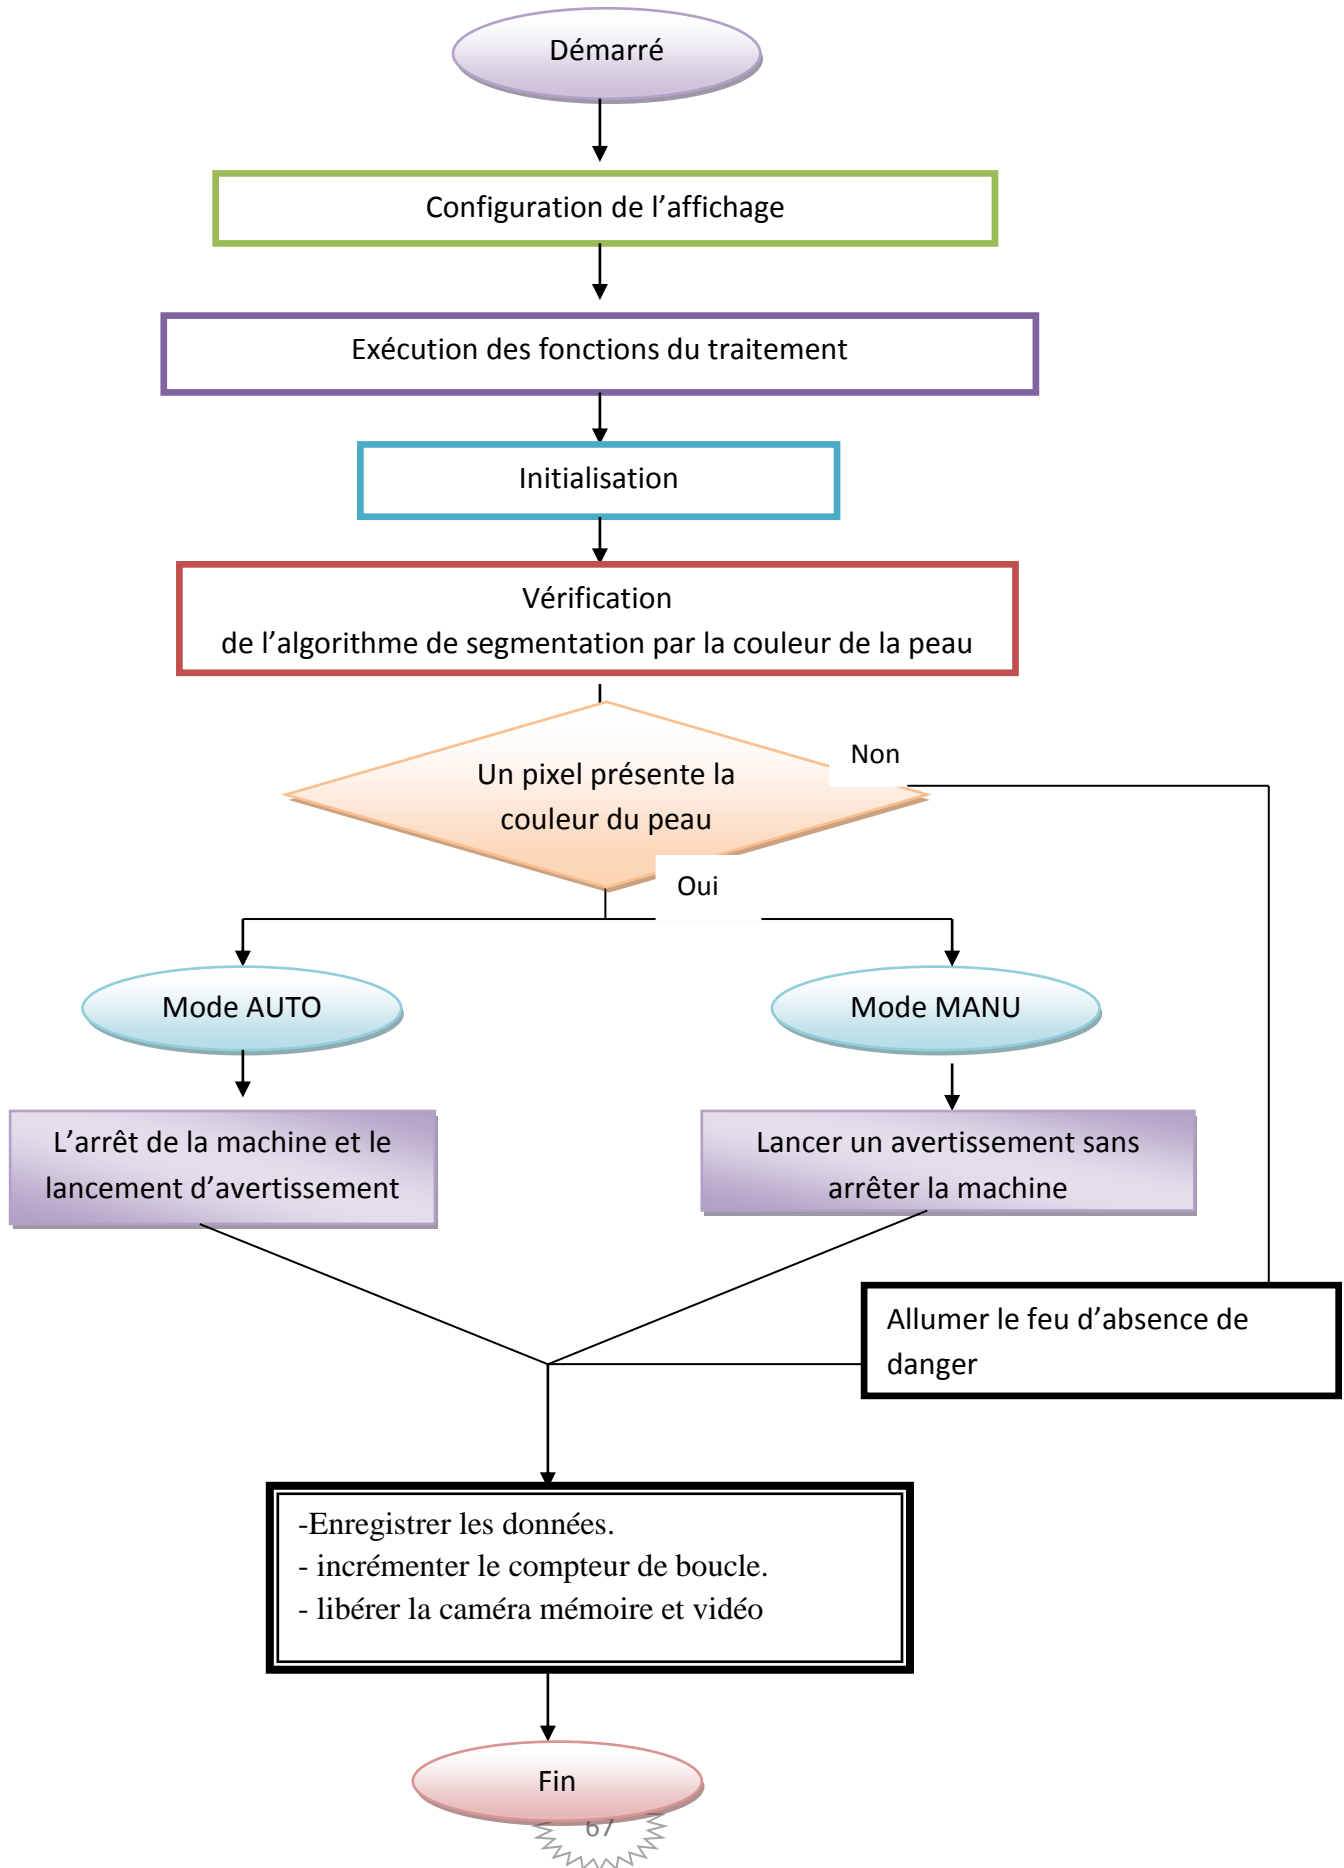 Démarré
Configuration de l’affichage
Exécution des fonctions du traitement
Initialisation
Vérification
de l’algorithme de segmentation par la couleur de la peau
Non
Un pixel présente la
couleur du peau
Oui
Mode AUTO
Mode MANU
L’arrêt de la machine et le
lancement d’avertissement
Lancer un avertissement sans
arrêter la machine
Allumer le feu d’absence de
danger
-Enregistrer les données.
- incrémenter le compteur de boucle.
- libérer la caméra mémoire et vidéo
Fin
67